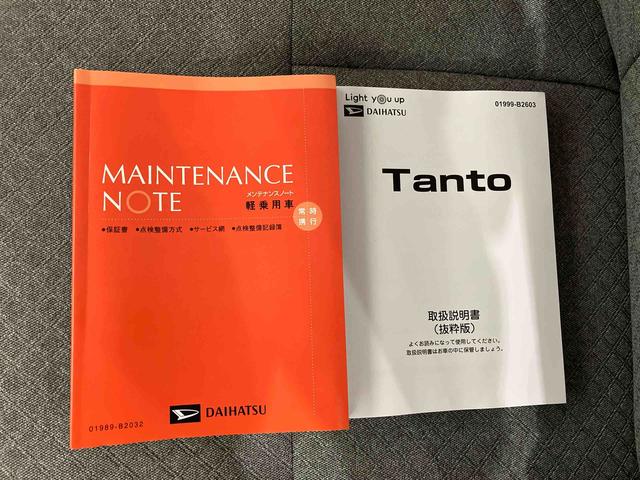 MAINTENANCE
NOTE
メンテナンスノート
軽乗用車
常時
携行
●保証書 ●点検整備方式 ●サービス網 ●点検整備記録簿
DAIHATSU
01989-B2032
Light you up
DAIHATSU
01999-B2603
Tanto
取扱説明書
(抜粋版)
よくお読みになって使用してください。
取扱説明書はお車の中に保管しましょう。